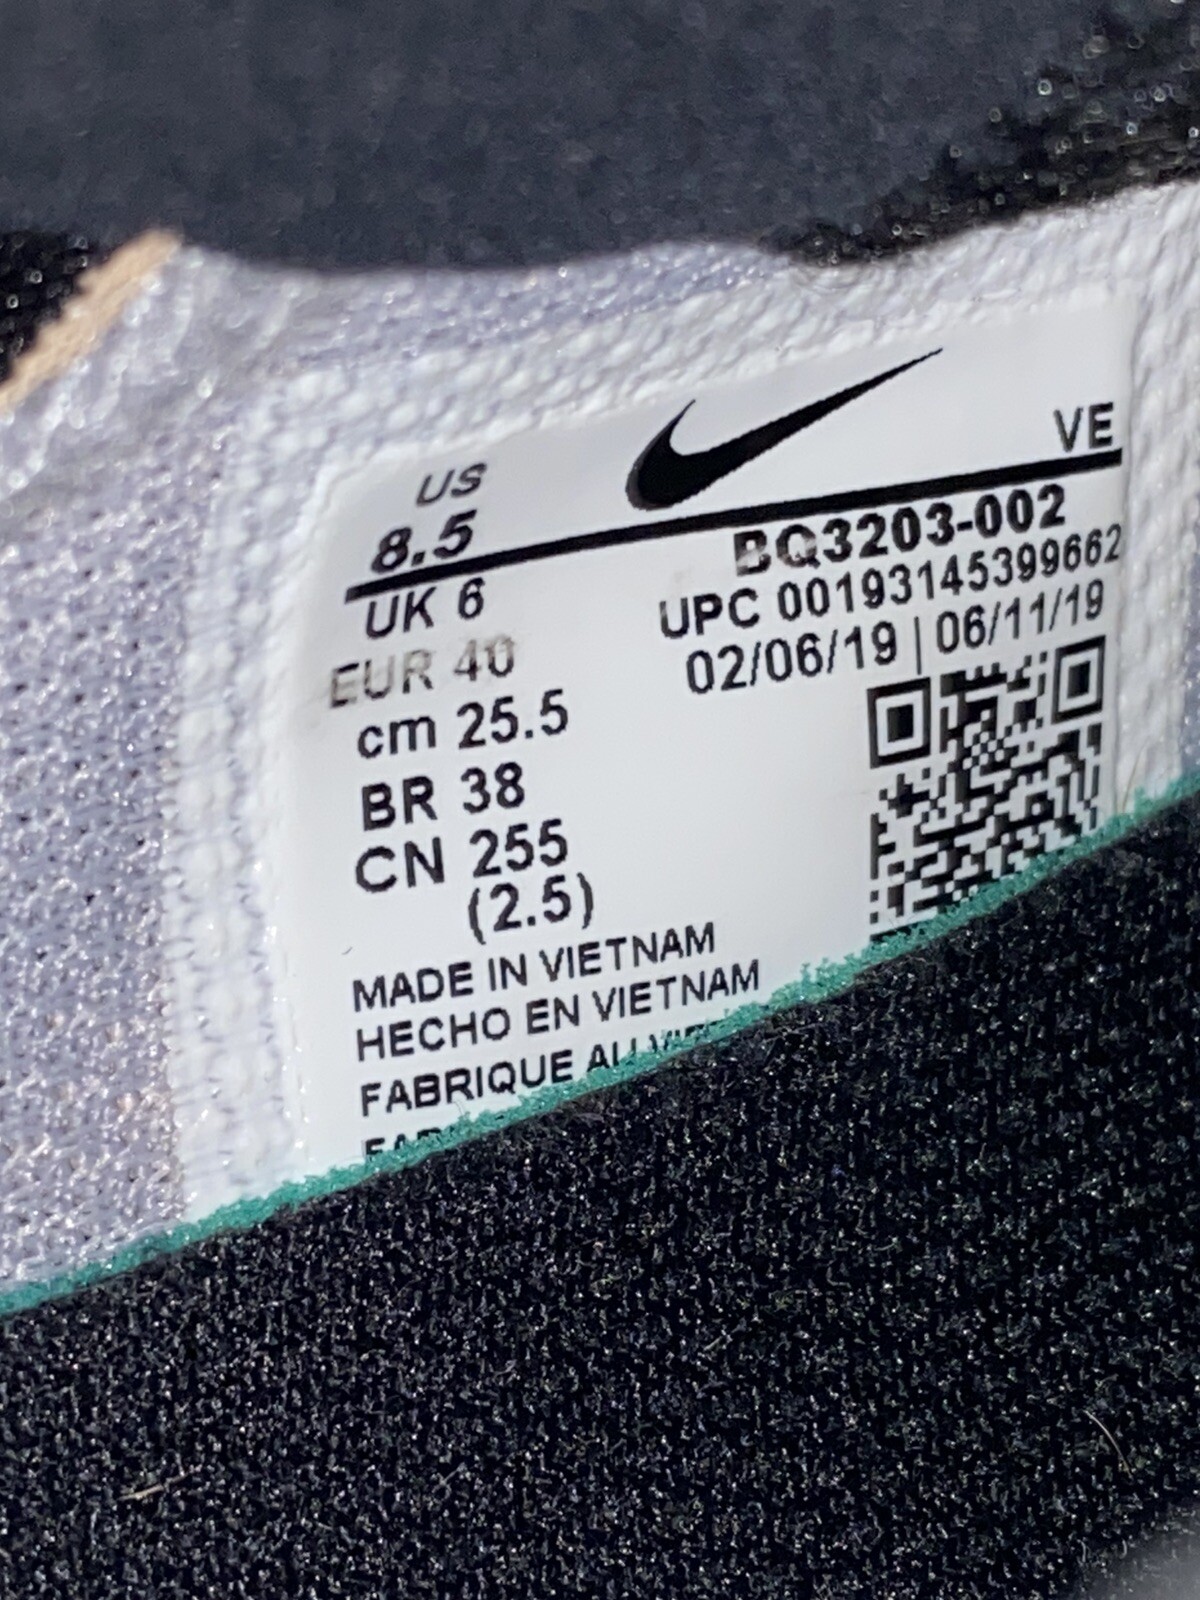 US
8.5
VE
UK 6
EUR 40
cm 25.5
BR 38
CN 255
(2.5)
BQ3203-002
UPC 00193145399662
02/06/19 | 06/11/19
MADE IN VIETNAM
HECHO EN VIETNAM
FABRIQUE AU